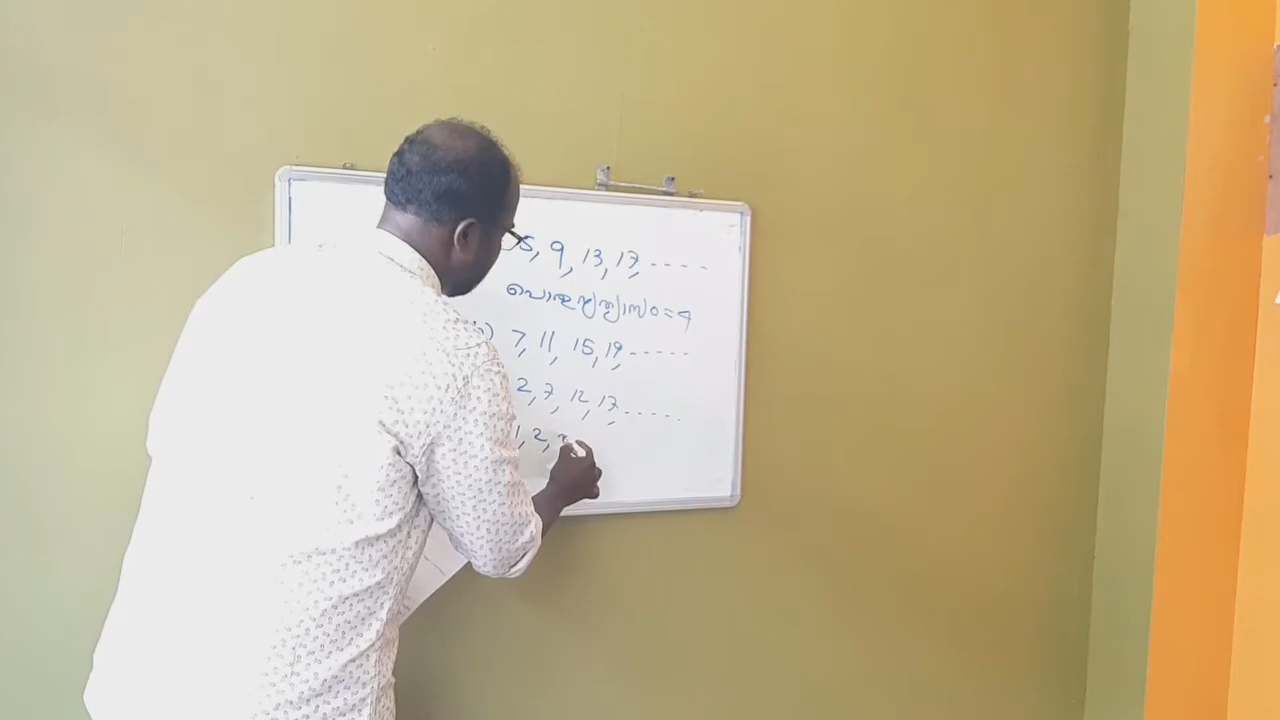 5, 9, 13, 17, ----
പൊതുവ്യത്യാസം = 4
7, 11, 15, 19, -----
2, 7, 12, 17, -----
1, 2,